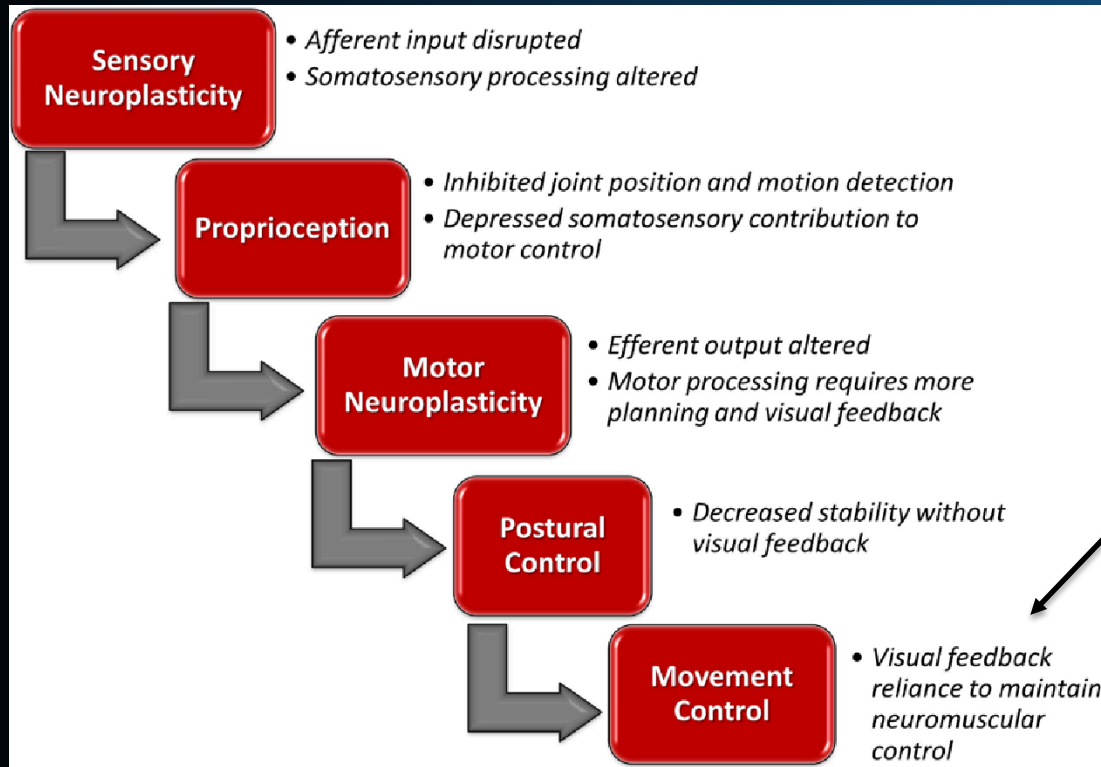 Sensory
Neuroplasticity
• Afferent input disrupted
• Somatosensory processing altered
Proprioception
• Inhibited joint position and motion detection
• Depressed somatosensory contribution to
motor control
Motor
Neuroplasticity
• Efferent output altered
• Motor processing requires more
planning and visual feedback
Postural
Control
• Decreased stability without
visual feedback
Movement
Control
• Visual feedback
reliance to maintain
neuromuscular
control